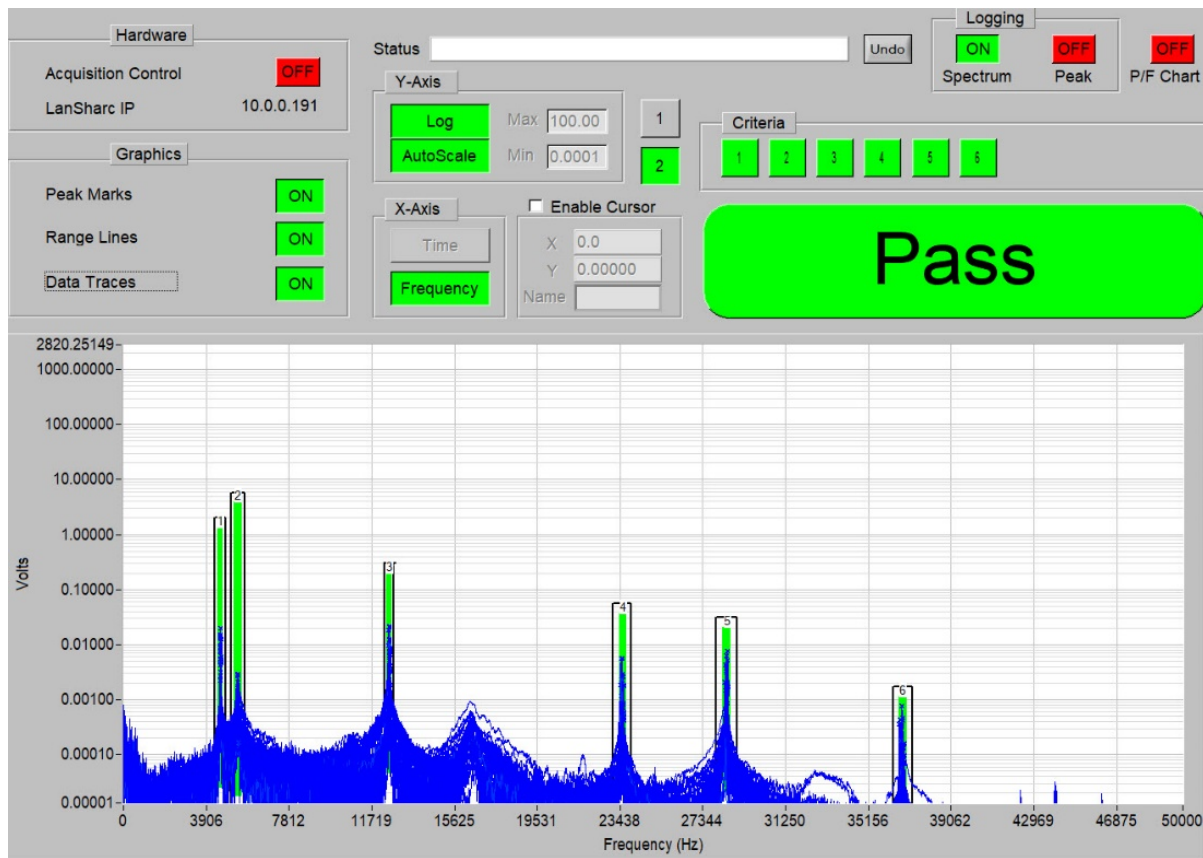 Hardware
Acquisition Control OFF
LanSharc IP 10.0.0.191
Graphics
Peak Marks ON
Range Lines ON
Data Traces ON
Status Undo
Y-Axis
Log Max 100.00
AutoScale Min 0.0001
1
2
X-Axis
Time
Frequency
Enable Cursor
X 0.0
Y 0.00000
Name
Logging
ON OFF OFF
Spectrum Peak P/F Chart
Criteria
1 2 3 4 5 6
Pass
2820.25149
1000.00000
100.00000
10.00000
1.00000
0.10000
0.01000
0.00100
0.00010
0.00001
Volts
1 2 3 4 5 6
0 3906 7812 11719 15625 19531 23438 27344 31250 35156 39062 42969 46875 50000
Frequency (Hz)